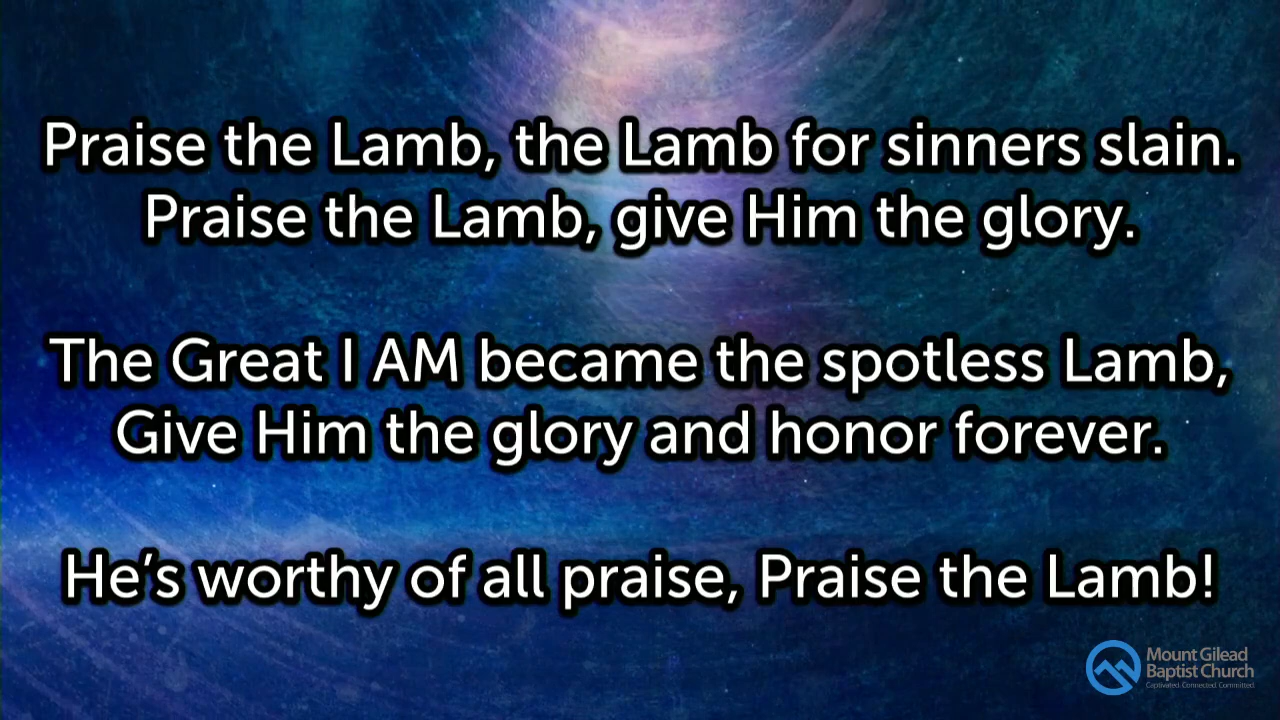 Praise the Lamb, the Lamb for sinners slain.
Praise the Lamb, give Him the glory.
The Great I AM became the spotless Lamb,
Give Him the glory and honor forever.
He’s worthy of all praise, Praise the Lamb!
Mount Gilead
Baptist Church
Captivated. Connected. Committed.